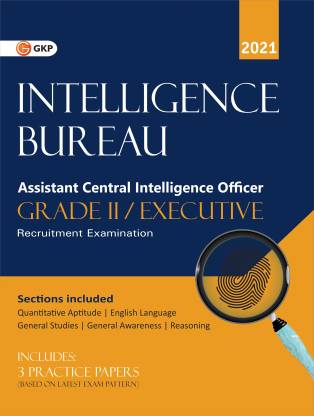 GKP
2021
INTELLIGENCE
BUREAU
Assistant Central Intelligence Officer
GRADE II / EXECUTIVE
Recruitment Examination
Sections included
Quantitative Aptitude | English Language
General Studies | General Awareness | Reasoning
INCLUDES:
3 PRACTICE PAPERS
(BASED ON LATEST EXAM PATTERN)